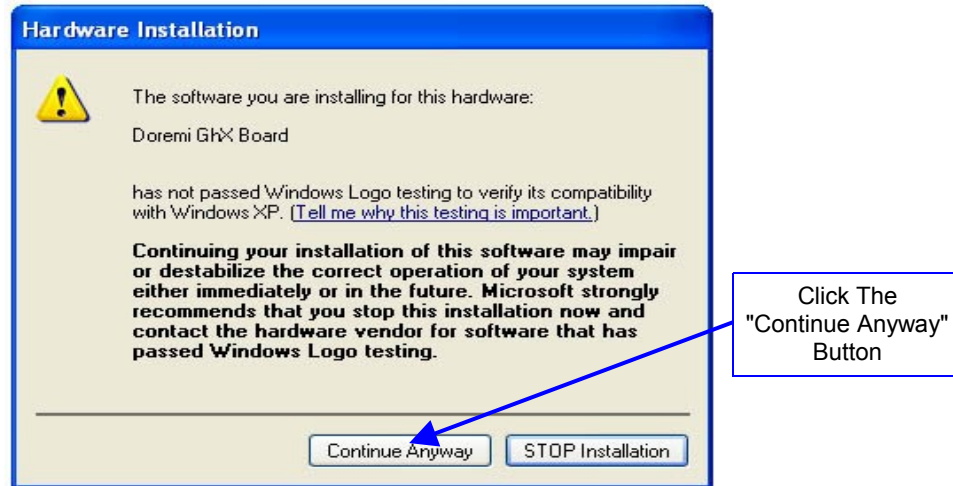 Hardware Installation
The software you are installing for this hardware:
Doremi GhX Board
has not passed Windows Logo testing to verify its compatibility
with Windows XP. (Tell me why this testing is important.)
Continuing your installation of this software may impair
or destabilize the correct operation of your system
either immediately or in the future. Microsoft strongly
recommends that you stop this installation now and
contact the hardware vendor for software that has
passed Windows Logo testing.
Continue Anyway
STOP Installation
Click The
"Continue Anyway"
Button